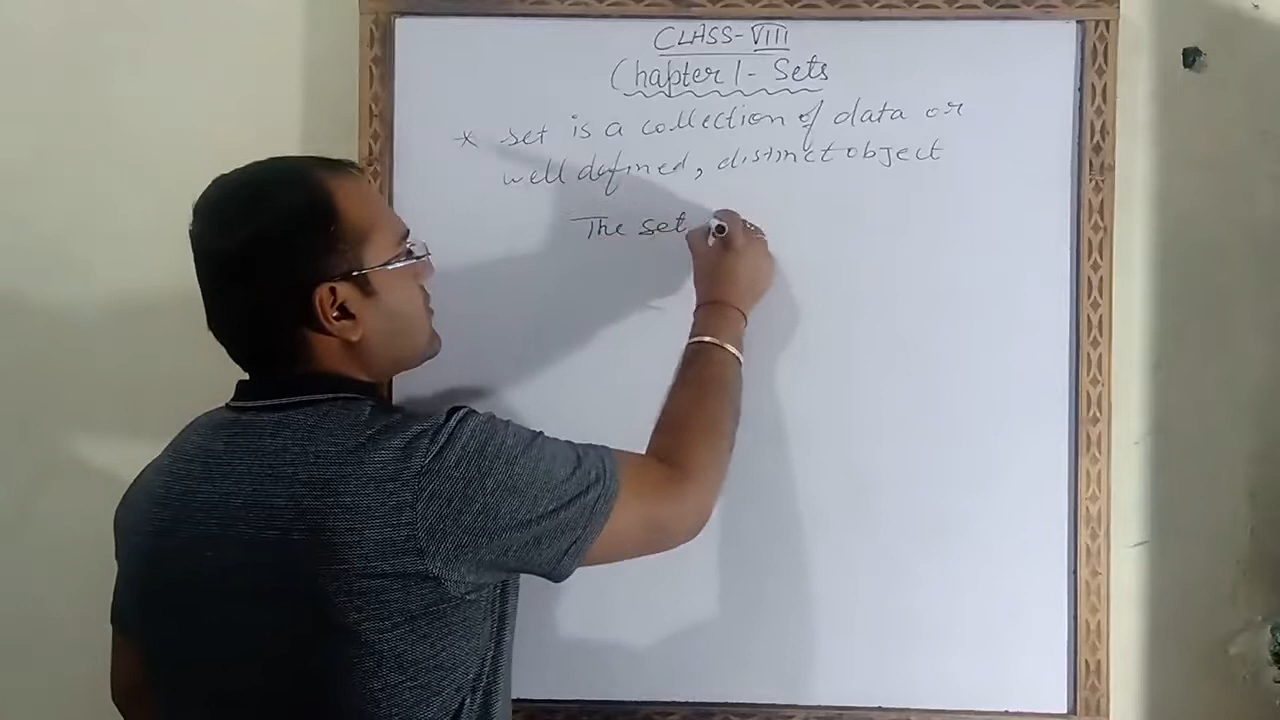 CLASS-VIII
Chapter 1- Sets
* set is a collection of data or
well defined, distinct object
The set